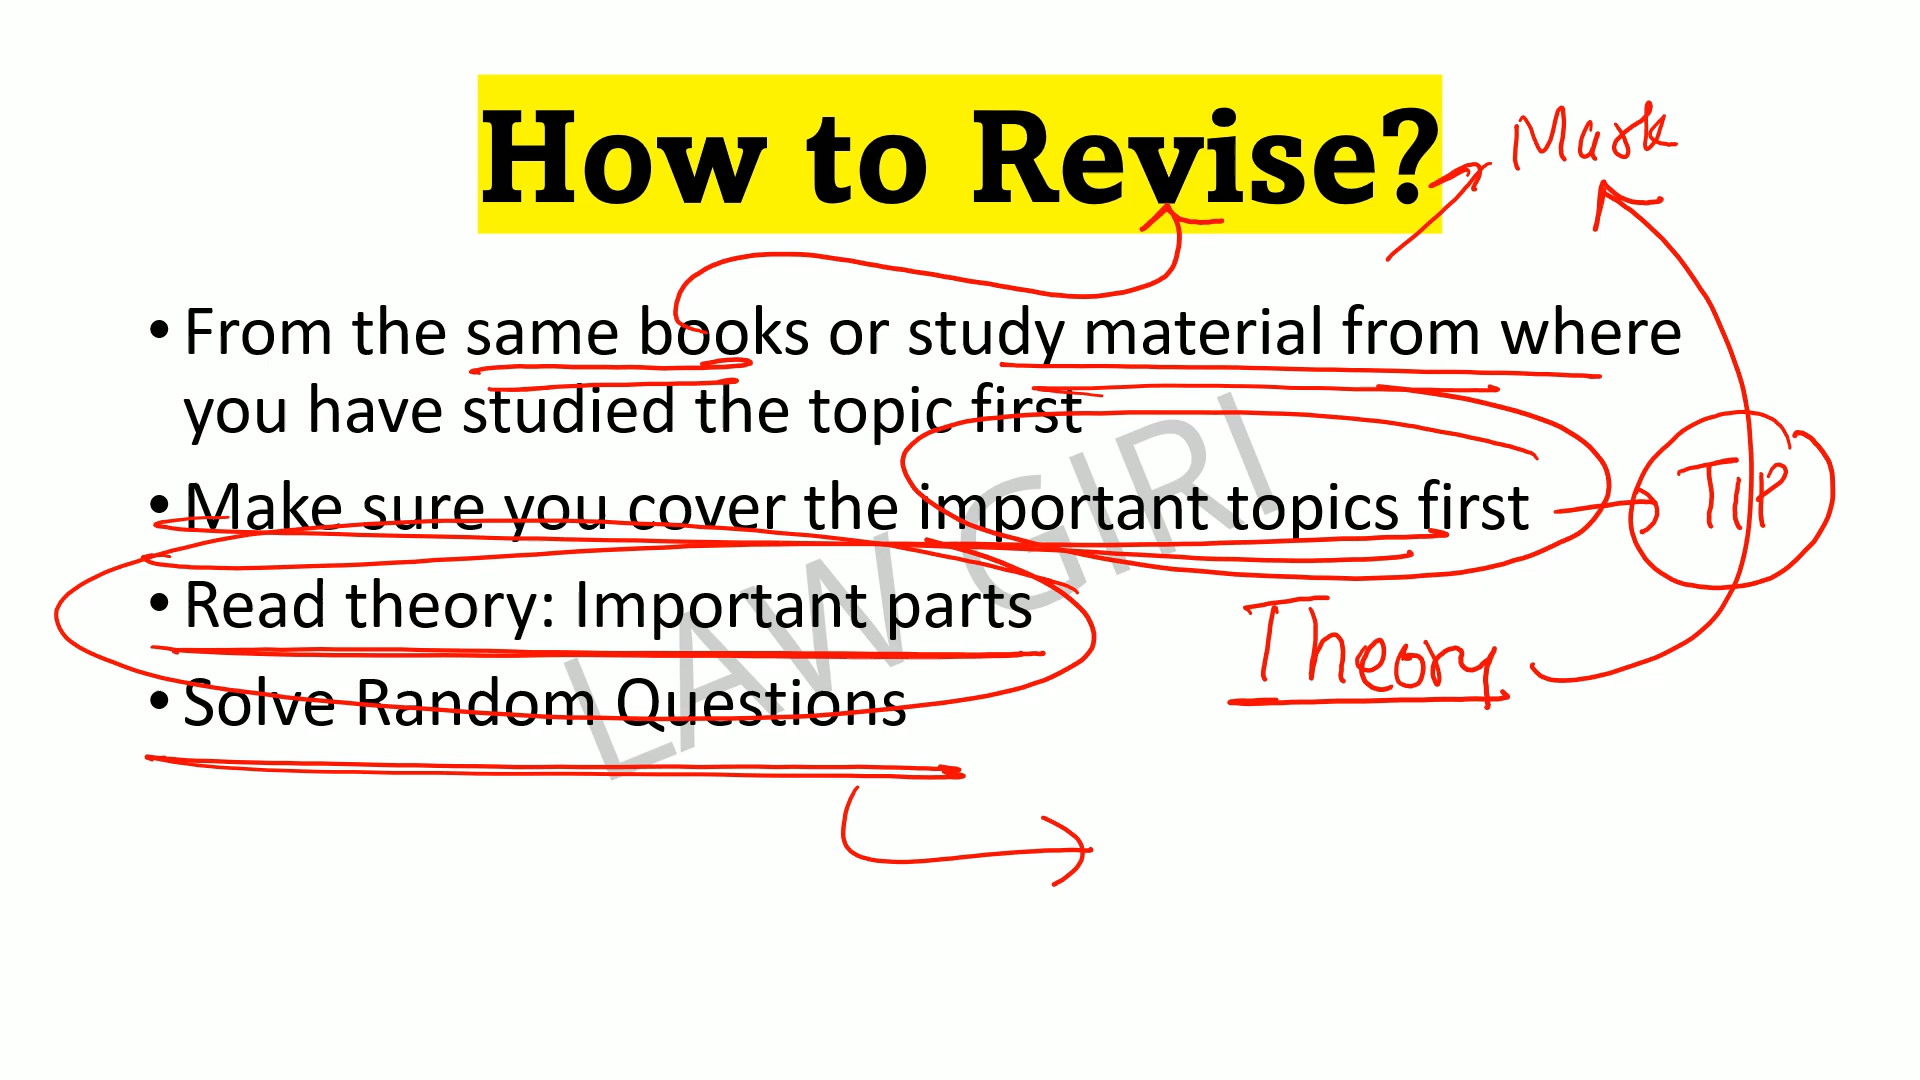 How to Revise?
Mark
• From the same books or study material from where
you have studied the topic first
• Make sure you cover the important topics first
TIP
• Read theory: Important parts
Theory
• Solve Random Questions
LAW GIRI